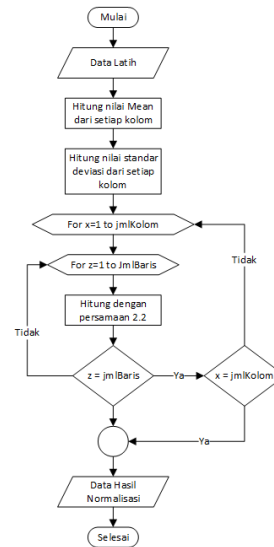 Mulai
Data Latih
Hitung nilai Mean
dari setiap kolom
Hitung nilai standar
deviasi dari setiap
kolom
For x=1 to jmlKolom
For z=1 to JmlBaris
Tidak
Tidak
Hitung dengan
persamaan 2.2
z = jmlBaris
Ya
x = jmlKolom
Ya
Data Hasil
Normalisasi
Selesai